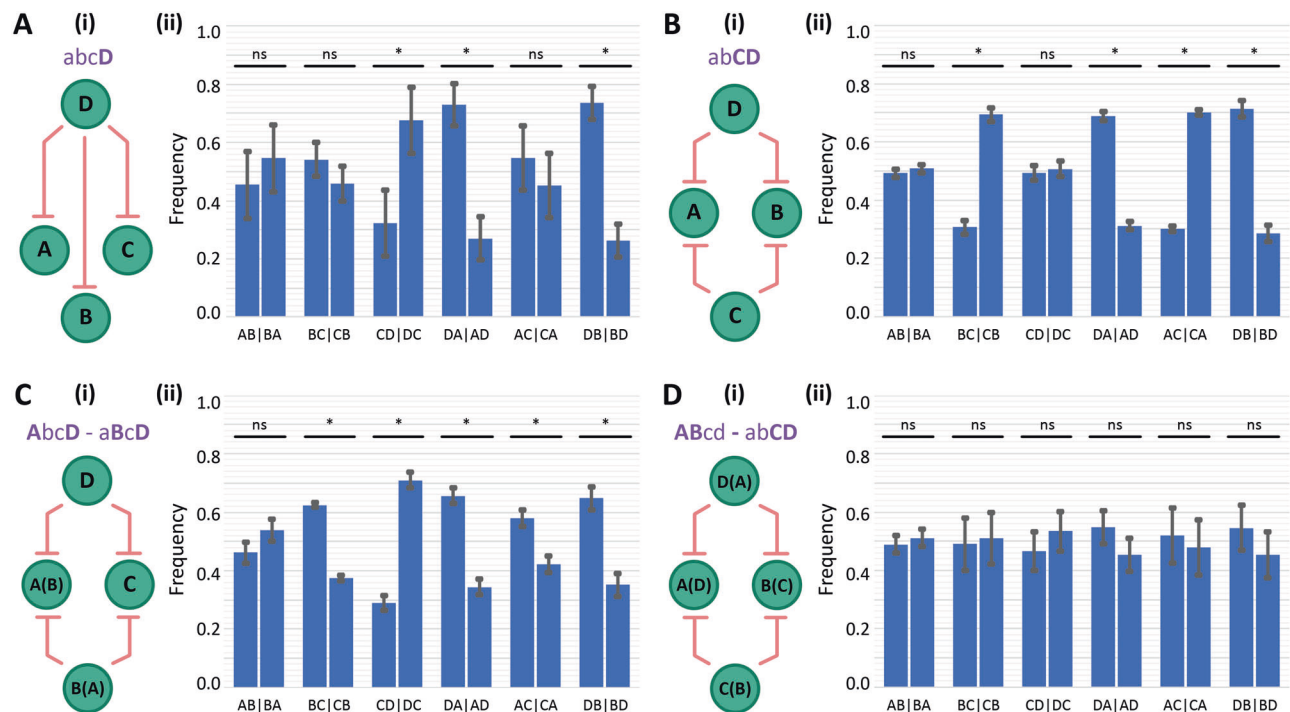 A (i) (ii)
abcD
D
A
C
B
Frequency
1.0
0.8
0.6
0.4
0.2
0.0
ns ns * * ns *
AB|BA BC|CB CD|DC DA|AD AC|CA DB|BD
B (i) (ii)
abCD
D
A
B
C
Frequency
1.0
0.8
0.6
0.4
0.2
0.0
ns * ns * * *
AB|BA BC|CB CD|DC DA|AD AC|CA DB|BD
C (i) (ii)
AbcD - aBcD
D
A(B)
C
B(A)
Frequency
1.0
0.8
0.6
0.4
0.2
0.0
ns * * * * *
AB|BA BC|CB CD|DC DA|AD AC|CA DB|BD
D (i) (ii)
ABcd - abCD
D(A)
A(D)
B(C)
C(B)
Frequency
1.0
0.8
0.6
0.4
0.2
0.0
ns ns ns ns ns ns
AB|BA BC|CB CD|DC DA|AD AC|CA DB|BD